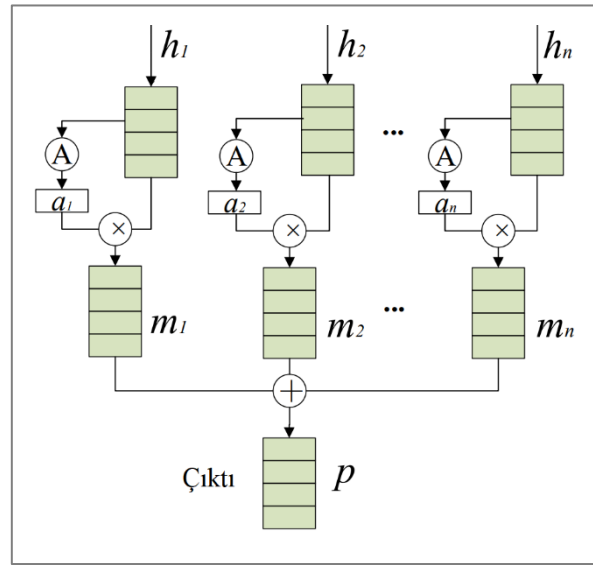 h1 h2 hn
A A ... A
a1 a2 an
× × ×
m1 m2 ... mn
+
Çıktı p